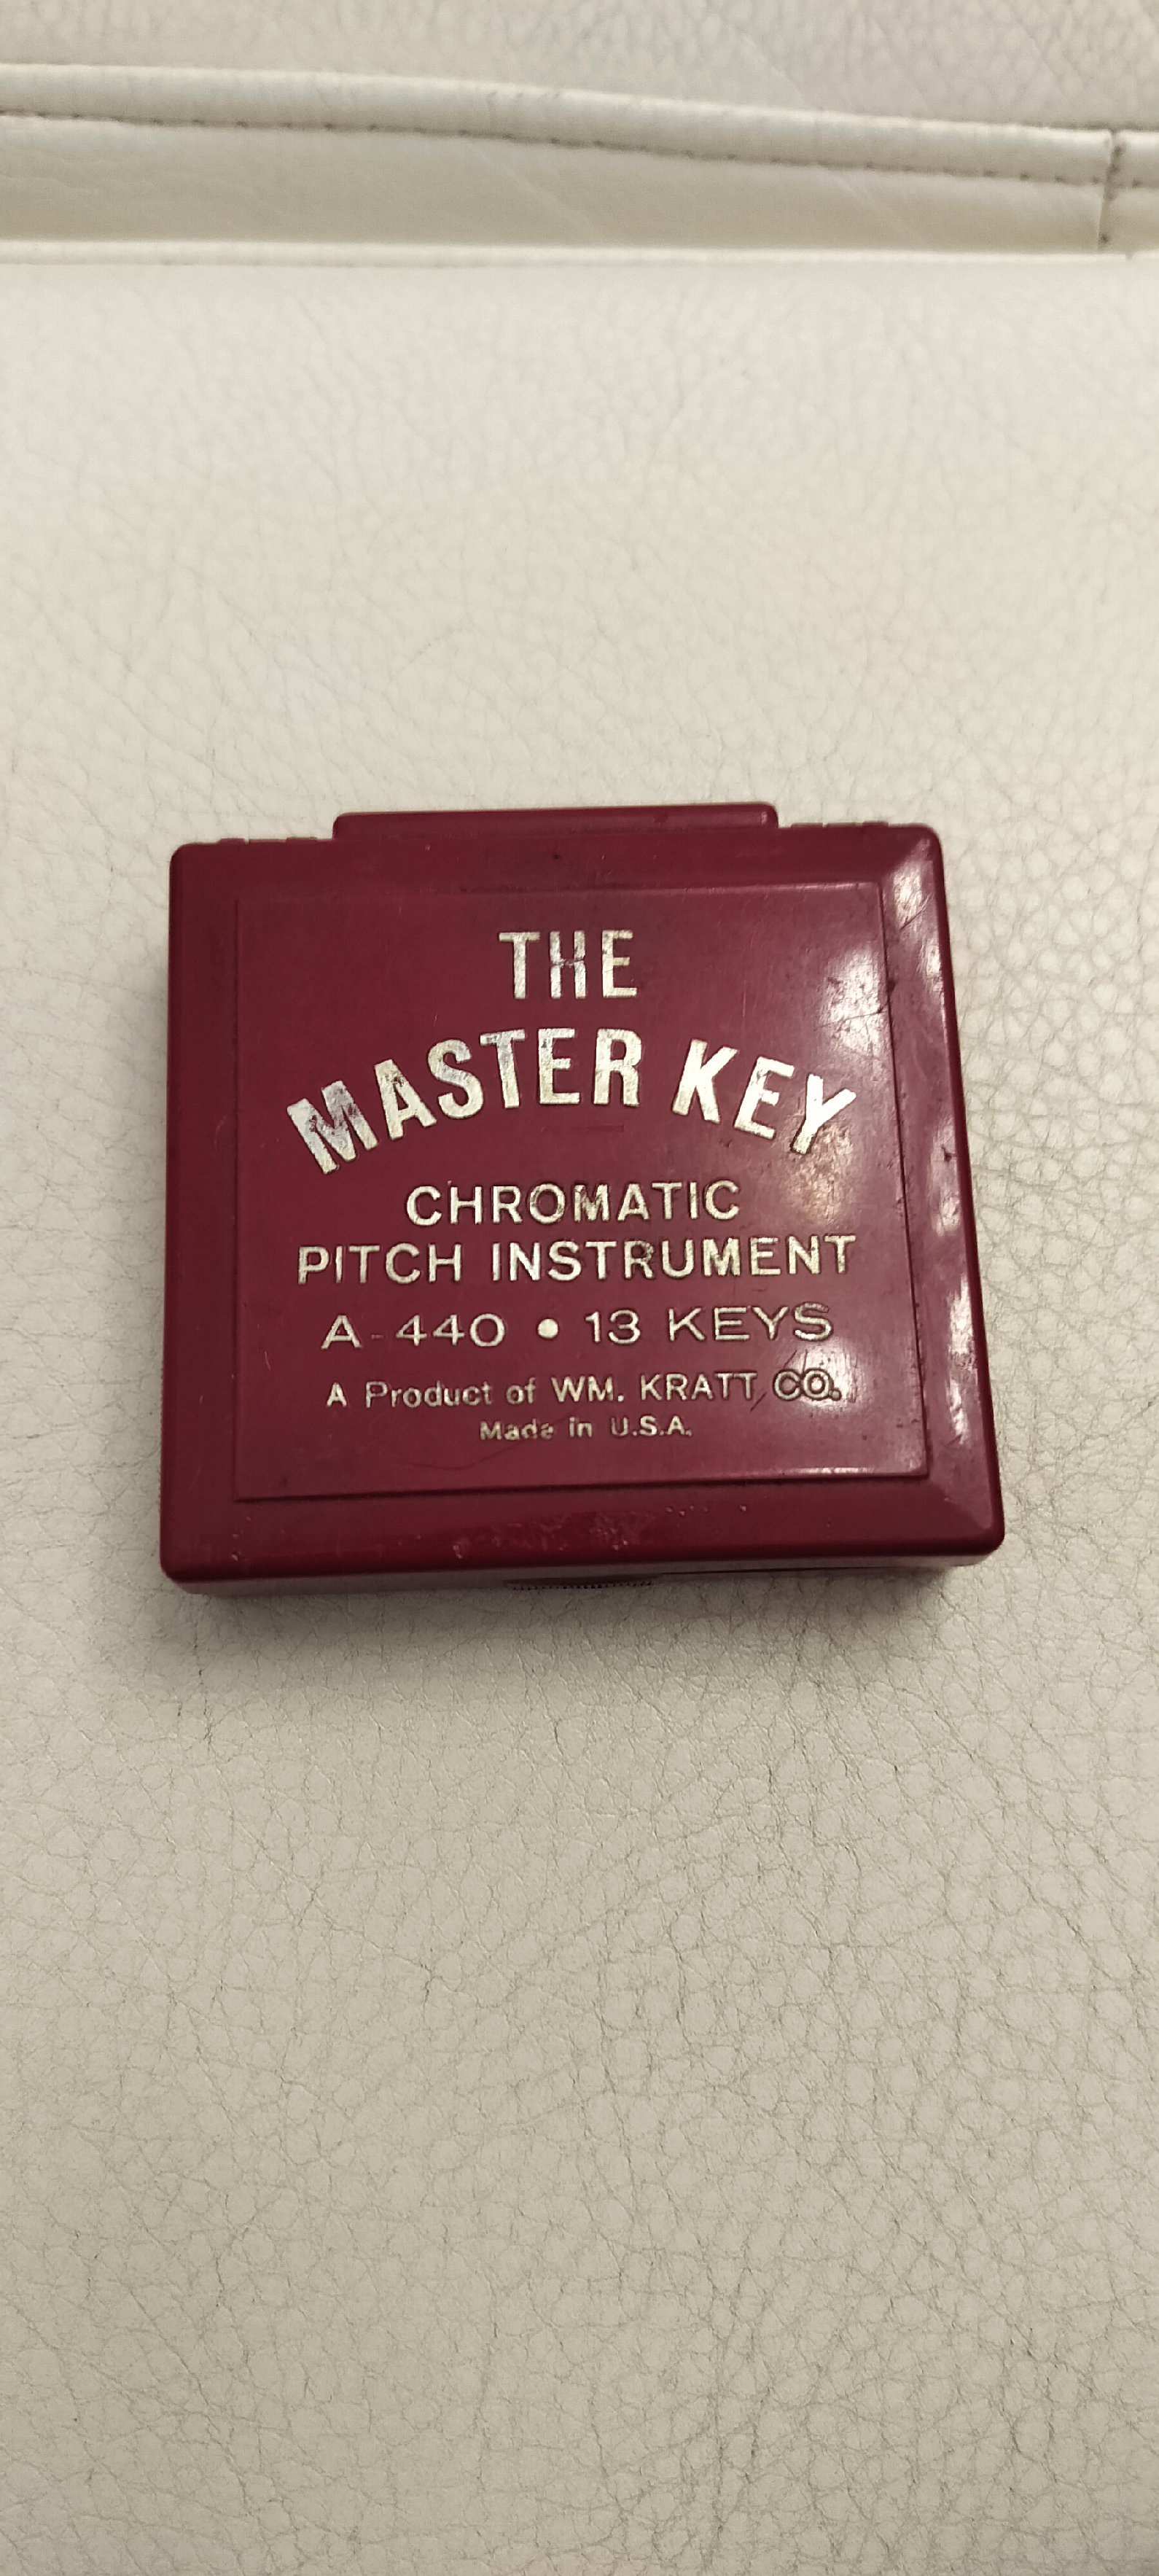 THE
MASTER KEY
CHROMATIC
PITCH INSTRUMENT
A-440 • 13 KEYS
A Product of WM. KRATT CO.
Made in U.S.A.